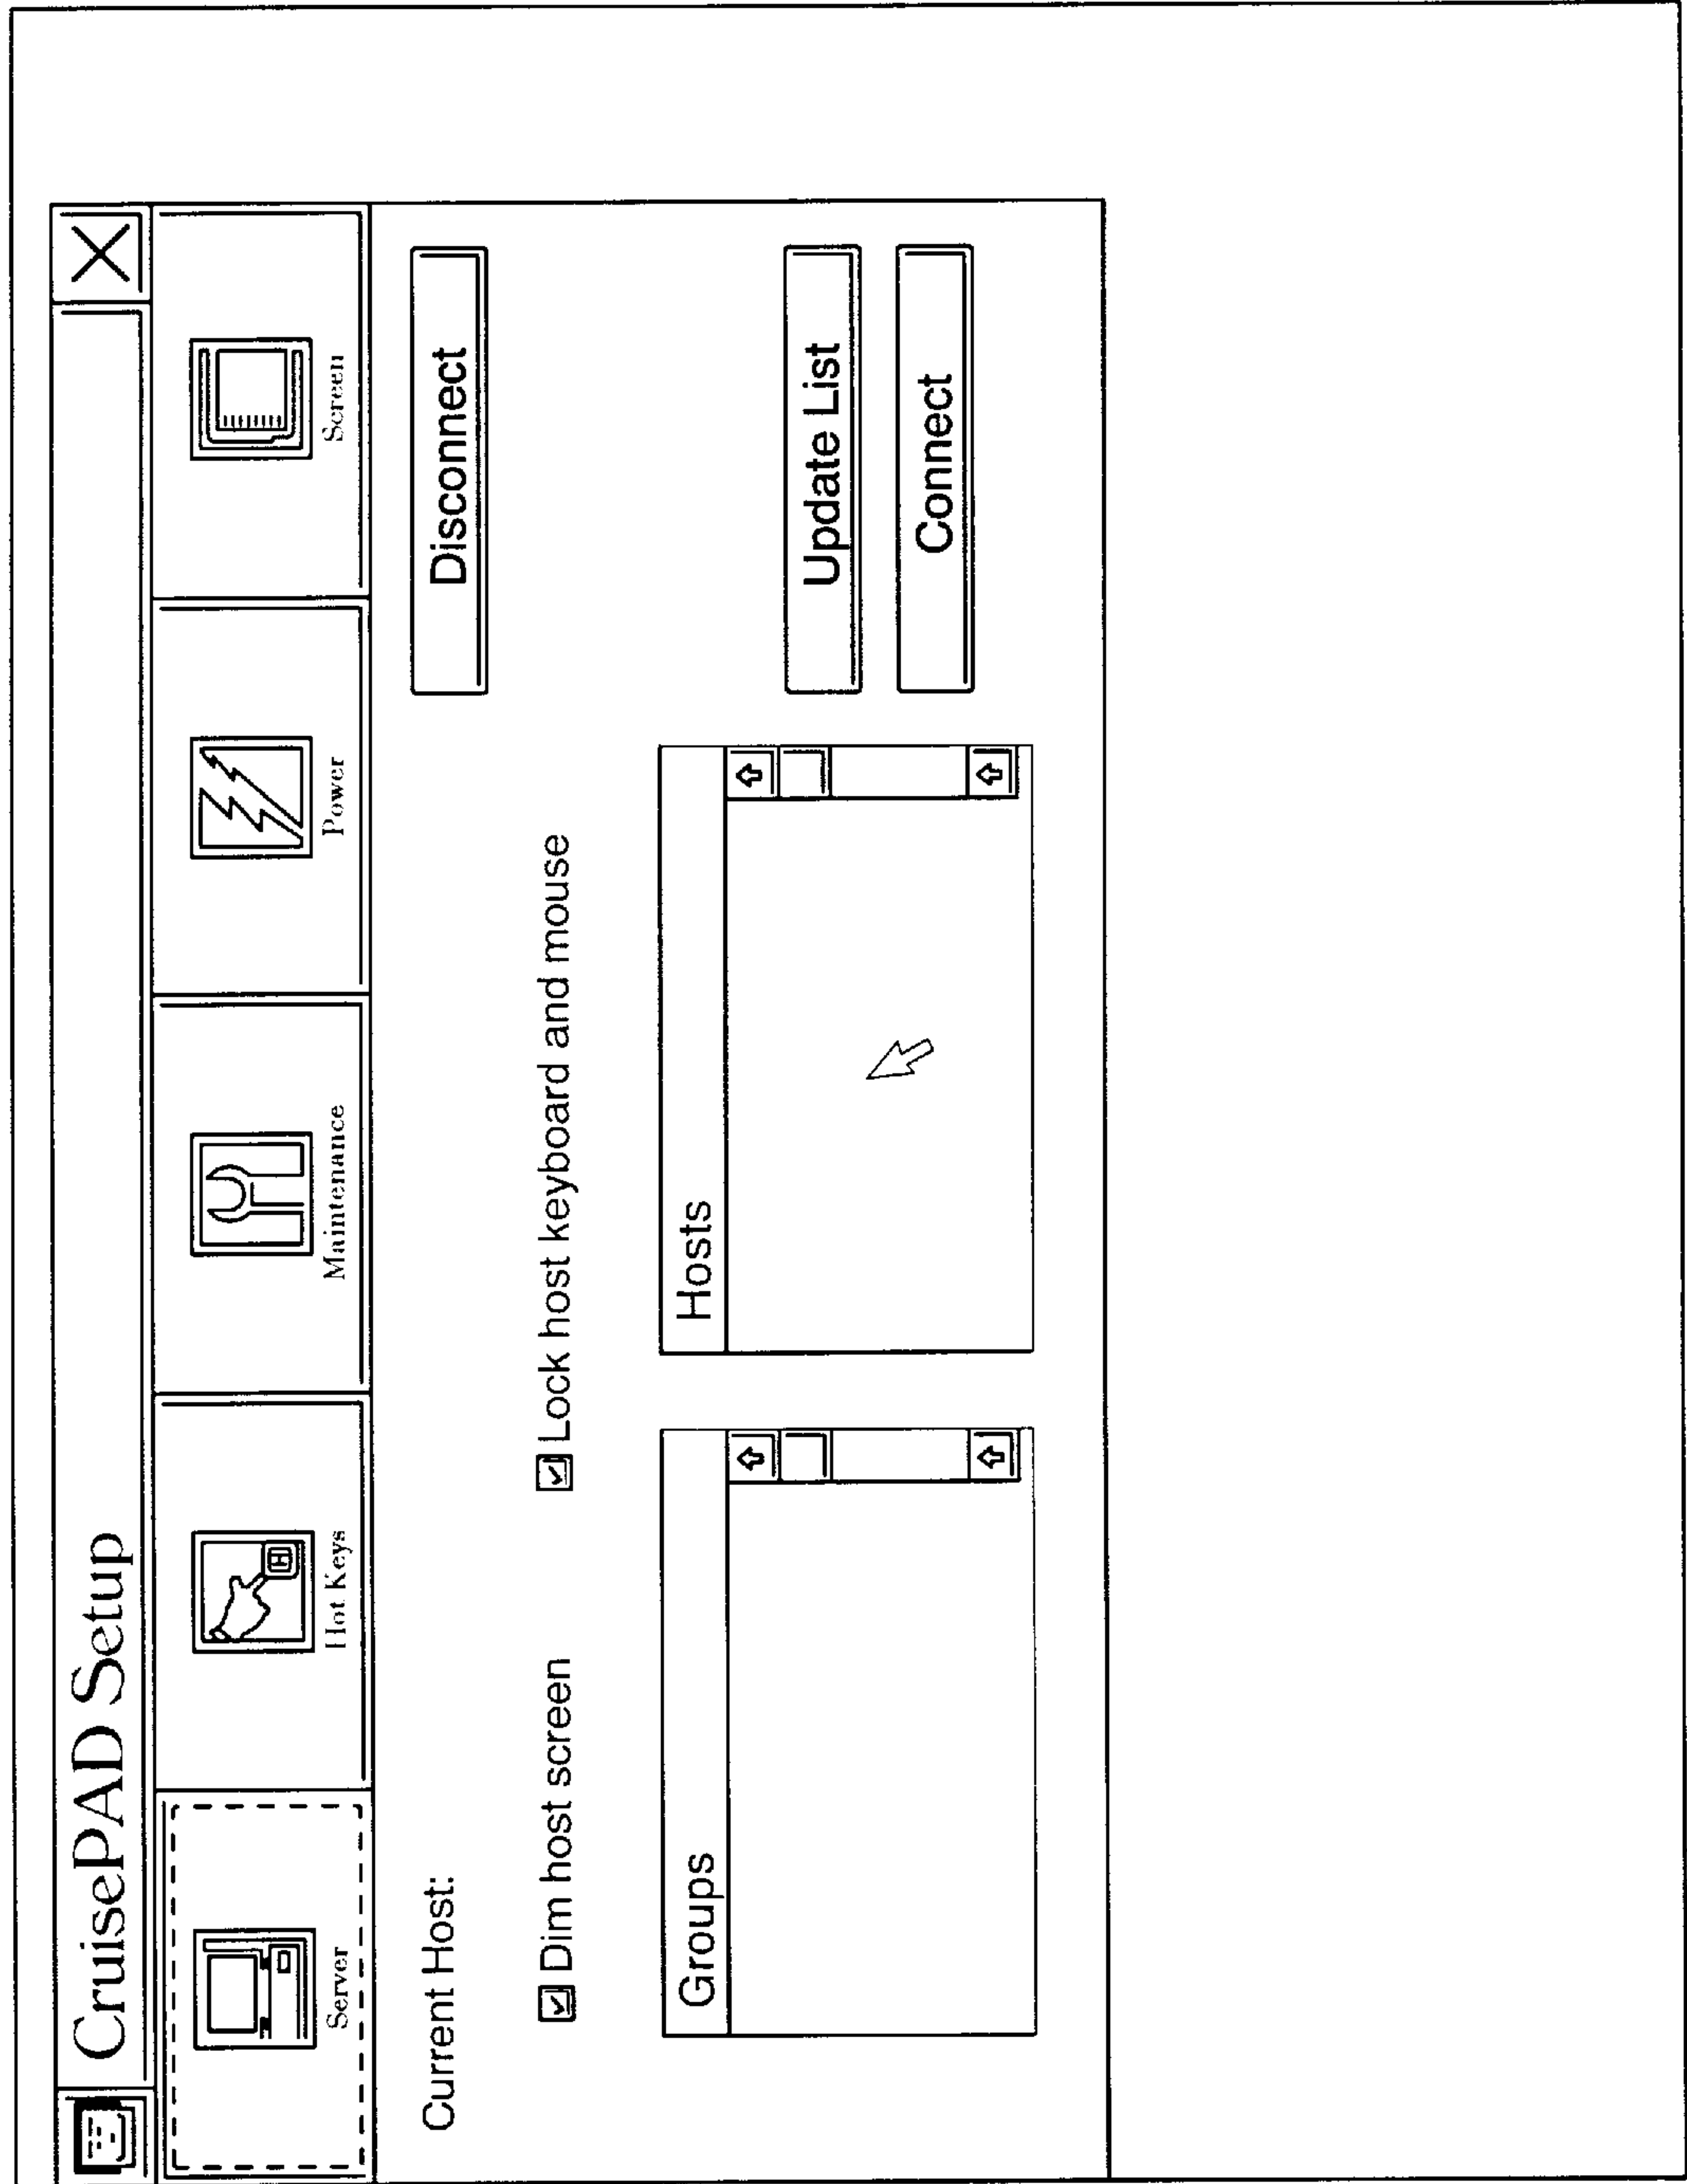 CruisePAD Setup
Server Hot Keys Maintenance Power Screen
Current Host: Disconnect
Dim host screen Lock host keyboard and mouse
Groups Hosts
Update List
Connect